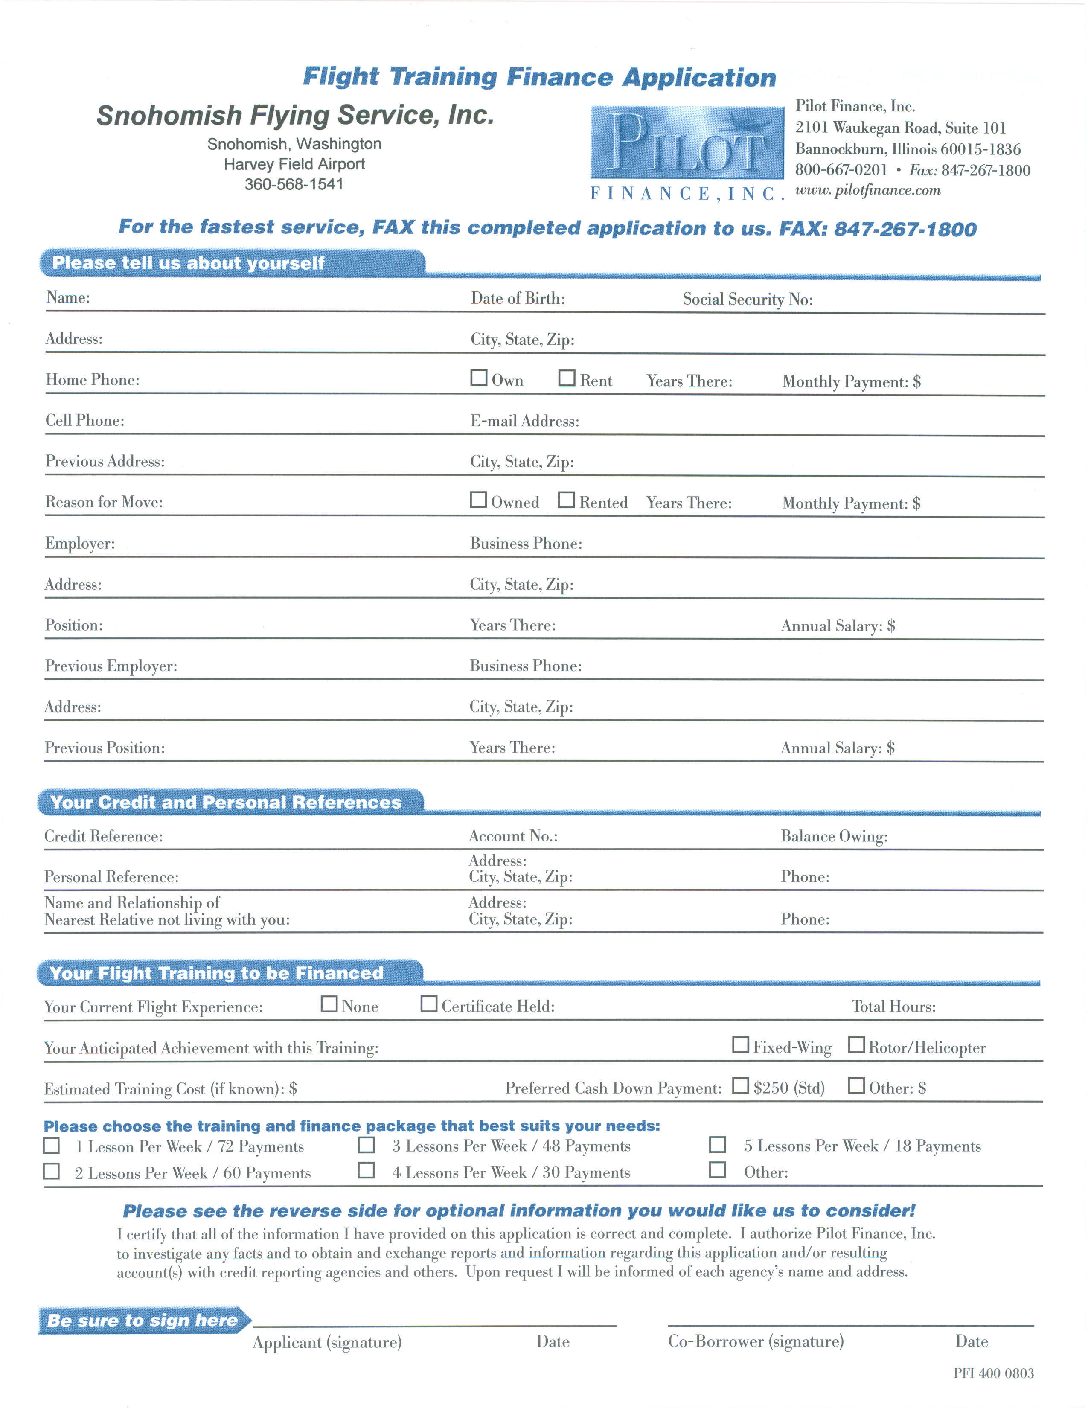 Flight Training Finance Application
Snohomish Flying Service, Inc.
Snohomish, Washington
Harvey Field Airport
360-568-1541
PILOT
FINANCE, INC.
Pilot Finance, Inc.
2101 Waukegan Road, Suite 101
Bannockburn, Illinois 60015-1836
800-667-0201 • Fax: 847-267-1800
www.pilotfinance.com
For the fastest service, FAX this completed application to us. FAX: 847-267-1800
Please tell us about yourself
Name: Date of Birth: Social Security No:
Address: City, State, Zip:
Home Phone: Own Rent Years There: Monthly Payment: $
Cell Phone: E-mail Address:
Previous Address: City, State, Zip:
Reason for Move: Owned Rented Years There: Monthly Payment: $
Employer: Business Phone:
Address: City, State, Zip:
Position: Years There: Annual Salary: $
Previous Employer: Business Phone:
Address: City, State, Zip:
Previous Position: Years There: Annual Salary: $
Your Credit and Personal References
Credit Reference: Account No.: Balance Owing:
Address:
Personal Reference: City, State, Zip: Phone:
Name and Relationship of Address:
Nearest Relative not living with you: City, State, Zip: Phone:
Your Flight Training to be Financed
Your Current Flight Experience: None Certificate Held: Total Hours:
Your Anticipated Achievement with this Training: Fixed-Wing Rotor/Helicopter
Estimated Training Cost (if known): $ Preferred Cash Down Payment: $250 (Std) Other: $
Please choose the training and finance package that best suits your needs:
1 Lesson Per Week / 72 Payments 3 Lessons Per Week / 48 Payments 5 Lessons Per Week / 18 Payments
2 Lessons Per Week / 60 Payments 4 Lessons Per Week / 30 Payments Other:
Please see the reverse side for optional information you would like us to consider!
I certify that all of the information I have provided on this application is correct and complete. I authorize Pilot Finance, Inc.
to investigate any facts and to obtain and exchange reports and information regarding this application and/or resulting
account(s) with credit reporting agencies and others. Upon request I will be informed of each agency's name and address.
Be sure to sign here
Applicant (signature) Date Co-Borrower (signature) Date
PFI 400 0803